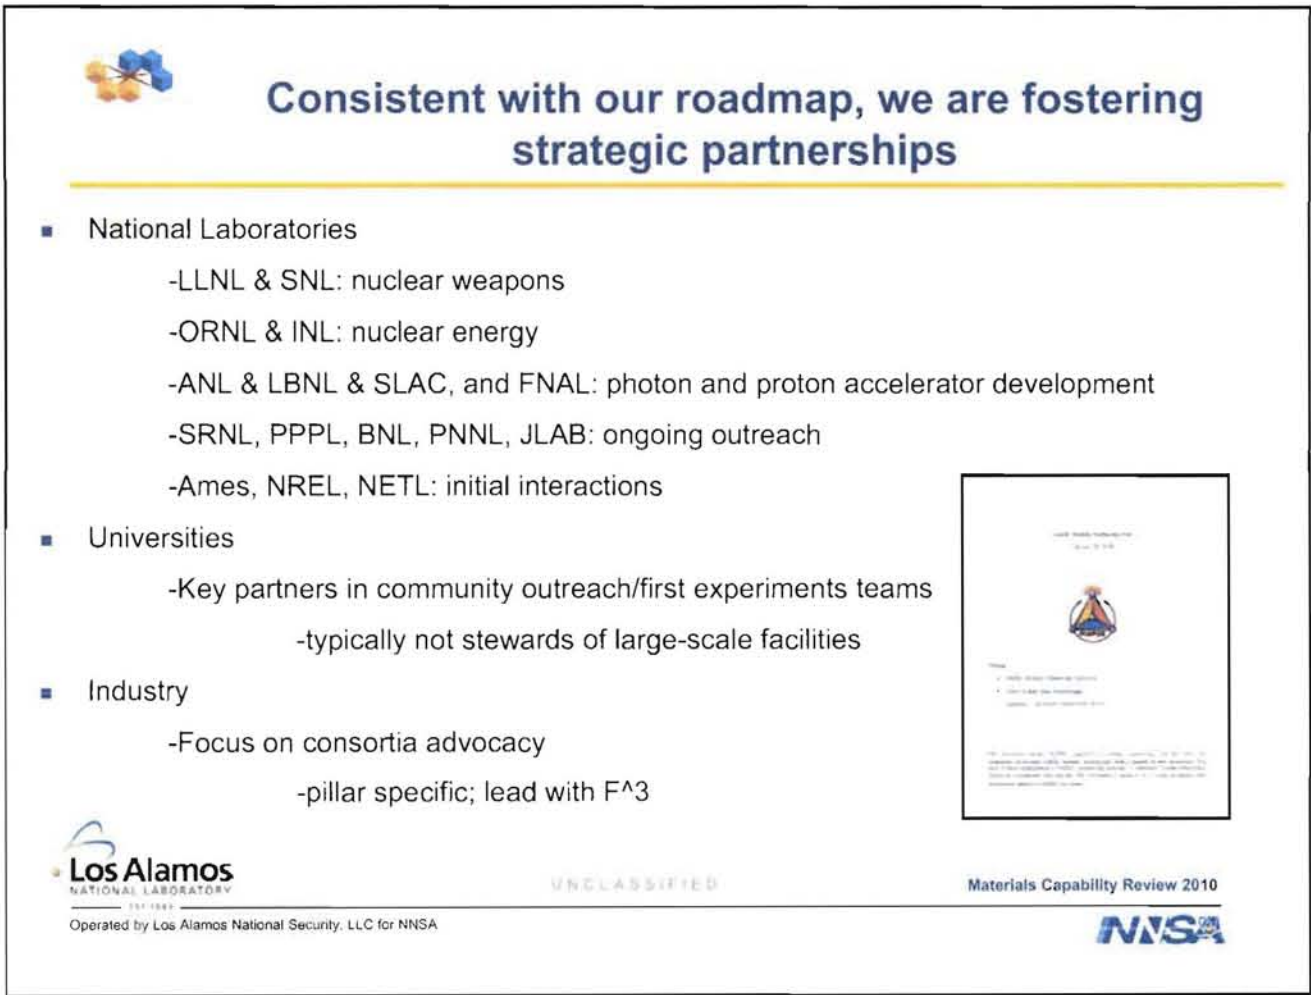 Consistent with our roadmap, we are fostering
strategic partnerships
▪ National Laboratories
-LLNL & SNL: nuclear weapons
-ORNL & INL: nuclear energy
-ANL & LBNL & SLAC, and FNAL: photon and proton accelerator development
-SRNL, PPPL, BNL, PNNL, JLAB: ongoing outreach
-Ames, NREL, NETL: initial interactions
▪ Universities
-Key partners in community outreach/first experiments teams
-typically not stewards of large-scale facilities
▪ Industry
-Focus on consortia advocacy
-pillar specific; lead with F^3
Los Alamos
NATIONAL LABORATORY
EST. 1943
Operated by Los Alamos National Security, LLC for NNSA
UNCLASSIFIED
Materials Capability Review 2010
NNSA